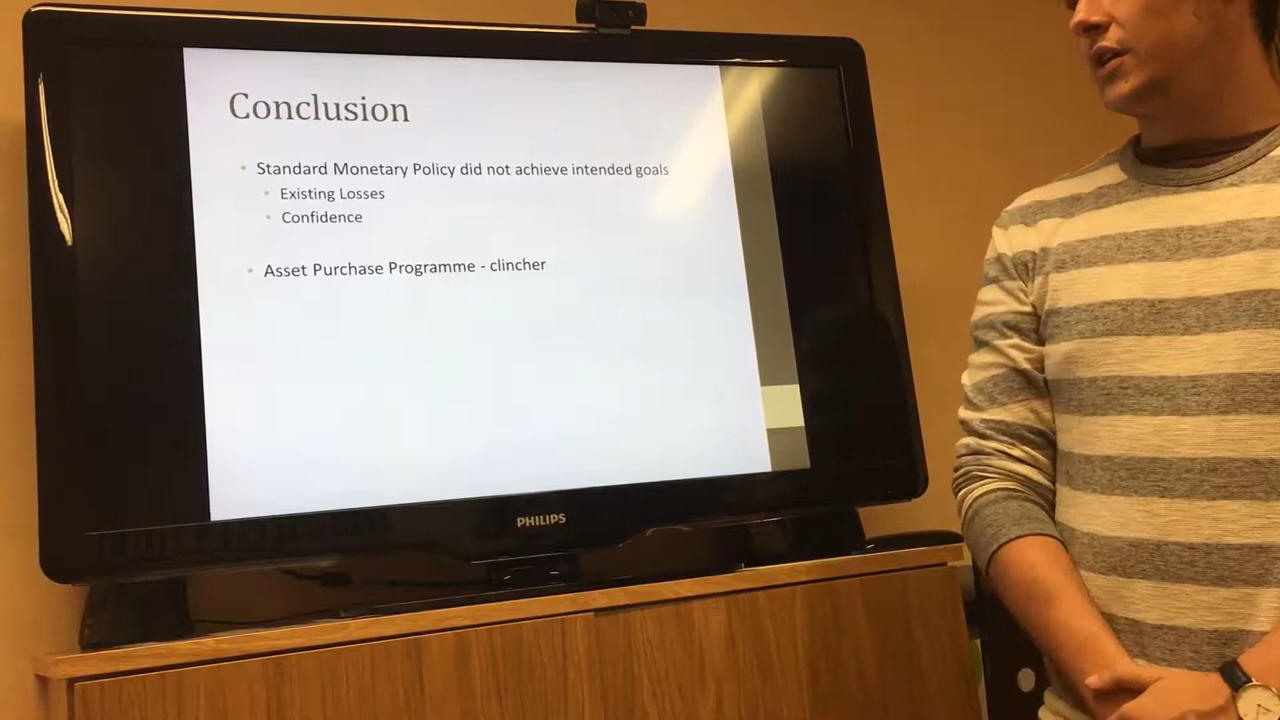 Conclusion
• Standard Monetary Policy did not achieve intended goals
• Existing Losses
• Confidence
• Asset Purchase Programme - clincher
PHILIPS